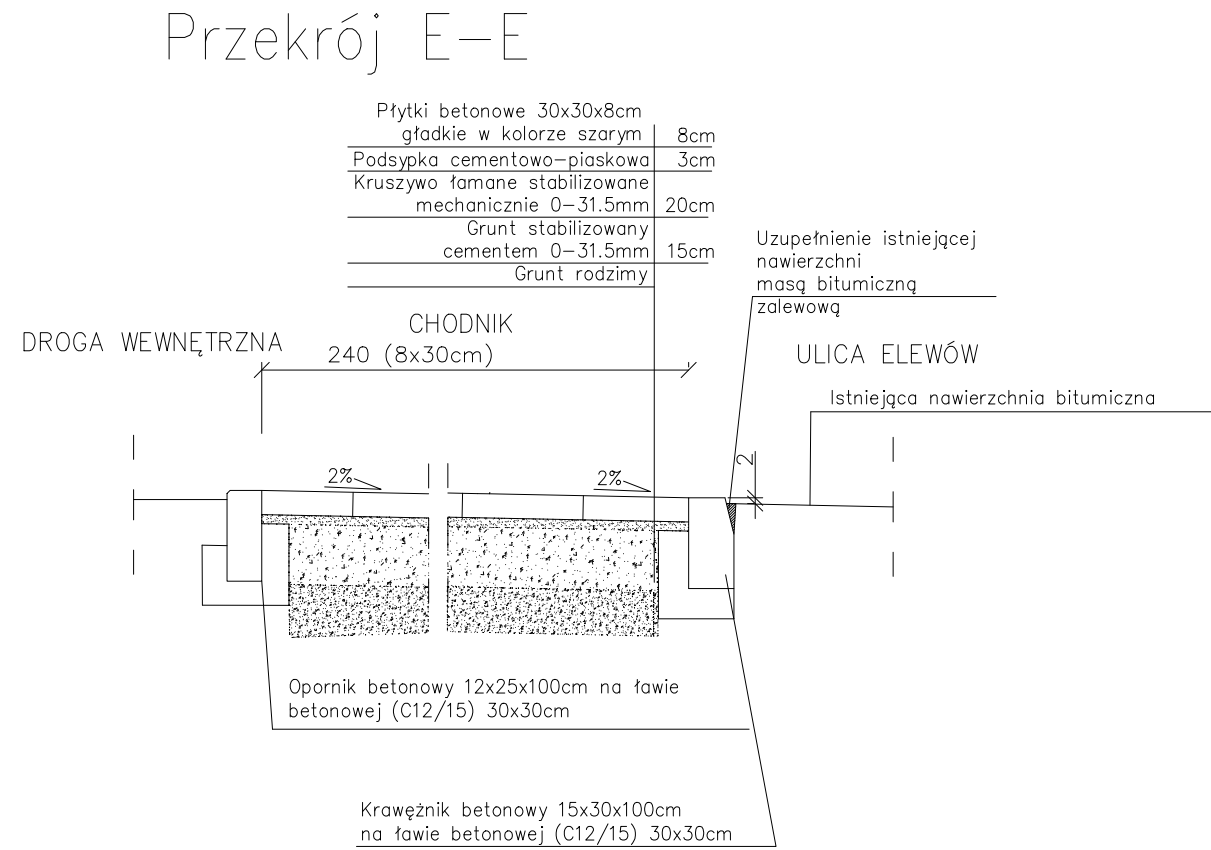 Przekrój E-E
Płytki betonowe 30x30x8cm
gładkie w kolorze szarym 8cm
Podsypka cementowo-piaskowa 3cm
Kruszywo łamane stabilizowane
mechanicznie 0-31.5mm 20cm
Grunt stabilizowany
cementem 0-31.5mm 15cm
Grunt rodzimy
Uzupełnienie istniejącej
nawierzchni
masą bitumiczną
zalewową
DROGA WEWNĘTRZNA
CHODNIK
240 (8x30cm)
ULICA ELEWÓW
Istniejąca nawierzchnia bitumiczna
2%
2%
2
Opornik betonowy 12x25x100cm na ławie
betonowej (C12/15) 30x30cm
Krawężnik betonowy 15x30x100cm
na ławie betonowej (C12/15) 30x30cm